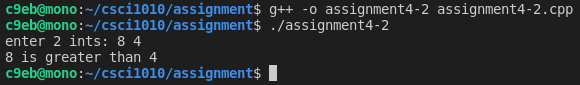 c9eb@mono:~/csci1010/assignment$ g++ -o assignment4-2 assignment4-2.cpp
c9eb@mono:~/csci1010/assignment$ ./assignment4-2
enter 2 ints: 8 4
8 is greater than 4
c9eb@mono:~/csci1010/assignment$